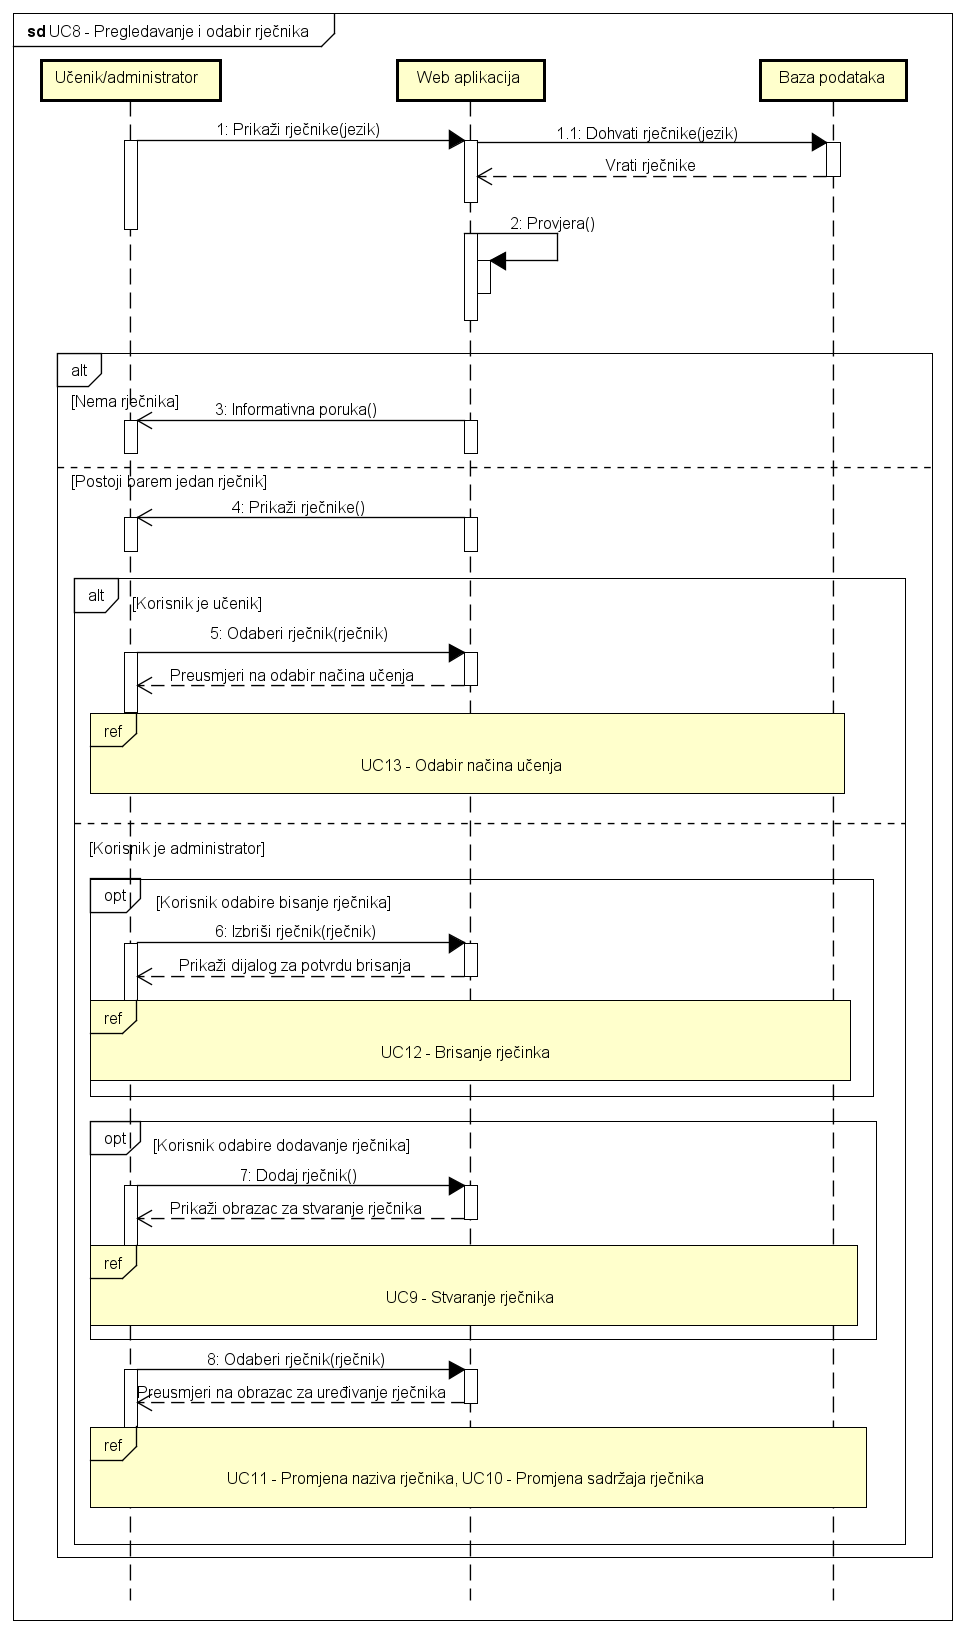 sd UC8 - Pregledavanje i odabir rječnika
Učenik/administrator
Web aplikacija
Baza podataka
1: Prikaži rječnike(jezik)
1.1: Dohvati rječnike(jezik)
Vrati rječnike
2: Provjera()
alt
[Nema rječnika]
3: Informativna poruka()
[Postoji barem jedan rječnik]
4: Prikaži rječnike()
alt
[Korisnik je učenik]
5: Odaberi rječnik(rječnik)
Preusmjeri na odabir načina učenja
ref
UC13 - Odabir načina učenja
[Korisnik je administrator]
opt
[Korisnik odabire bisanje rječnika]
6: Izbriši rječnik(rječnik)
Prikaži dijalog za potvrdu brisanja
ref
UC12 - Brisanje rječinka
opt
[Korisnik odabire dodavanje rječnika]
7: Dodaj rječnik()
Prikaži obrazac za stvaranje rječnika
ref
UC9 - Stvaranje rječnika
8: Odaberi rječnik(rječnik)
Preusmjeri na obrazac za uređivanje rječnika
ref
UC11 - Promjena naziva rječnika, UC10 - Promjena sadržaja rječnika